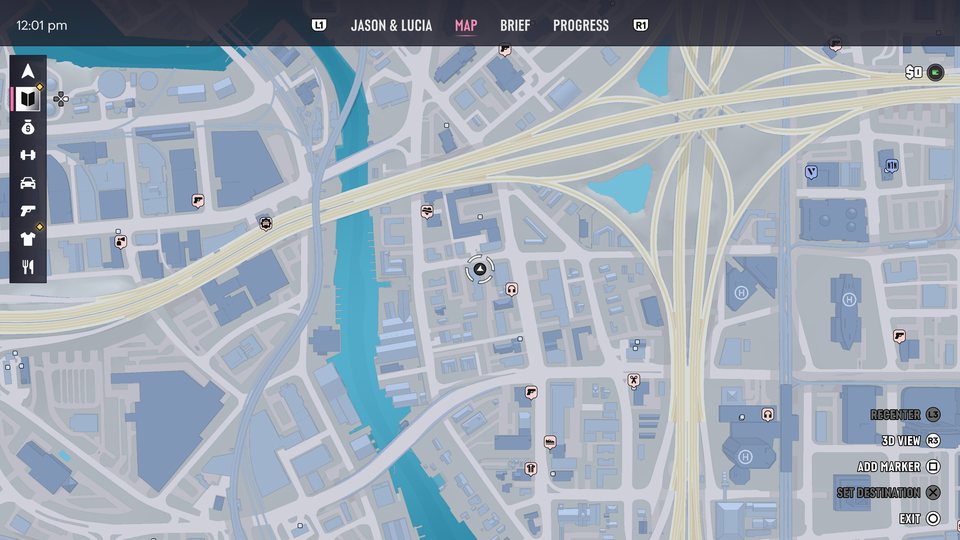 12:01 pm
L1 JASON & LUCIA MAP BRIEF PROGRESS R1
$0
H
H
H
RECENTER L3
3D VIEW R3
ADD MARKER
SET DESTINATION
EXIT